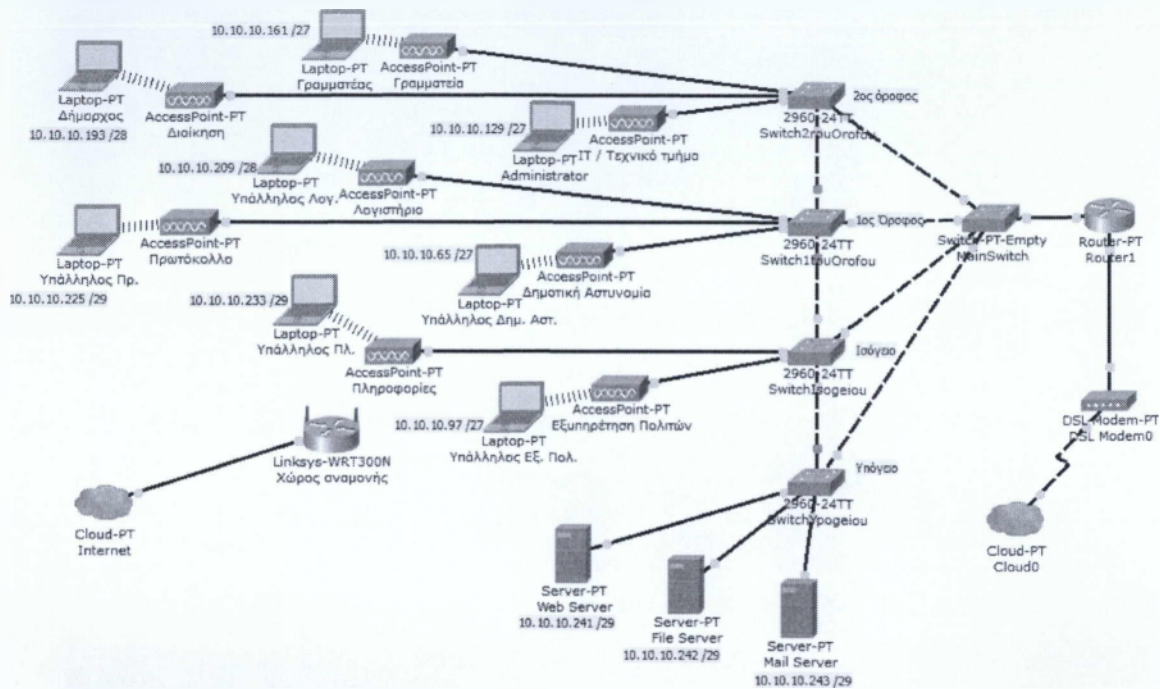 10.10.10.161 /27
Laptop-PT
Γραμματέας
AccessPoint-PT
Γραμματεία
Laptop-PT
Δήμαρχος
10.10.10.193 /28
AccessPoint-PT
Διοίκηση
10.10.10.129 /27
Laptop-PT
Administrator
AccessPoint-PT
IT / Τεχνικό τμήμα
2ος όροφος
2960-24TT
Switch2rouOrofou
10.10.10.209 /28
Laptop-PT
Υπάλληλος Λογ.
AccessPoint-PT
Λογιστήριο
Laptop-PT
Υπάλληλος Πρ.
10.10.10.225 /29
AccessPoint-PT
Πρωτόκολλο
10.10.10.65 /27
Laptop-PT
Υπάλληλος Δημ. Αστ.
AccessPoint-PT
Δημοτική Αστυνομία
1ος Όροφος
2960-24TT
Switch1touOrofou
Switch-PT-Empty
MainSwitch
Router-PT
Router1
10.10.10.233 /29
Laptop-PT
Υπάλληλος Πλ.
AccessPoint-PT
Πληροφορίες
Ισόγειο
2960-24TT
SwitchIsogeiou
10.10.10.97 /27
Laptop-PT
Υπάλληλος Εξ. Πολ.
AccessPoint-PT
Εξυπηρέτηση Πολιτών
DSL-Modem-PT
DSL Modem0
Linksys-WRT300N
Χώρος αναμονής
Cloud-PT
Internet
Υπόγειο
2960-24TT
SwitchYpogeiou
Cloud-PT
Cloud0
Server-PT
Web Server
10.10.10.241 /29
Server-PT
File Server
10.10.10.242 /29
Server-PT
Mail Server
10.10.10.243 /29